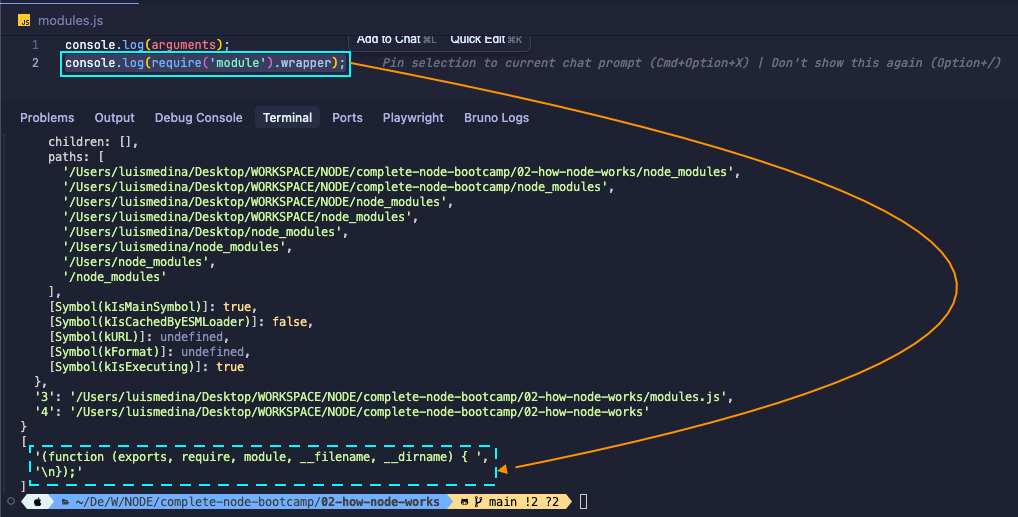 JS modules.js
1 console.log(arguments);
Add to Chat ⌘L Quick Edit ⌘K
2 console.log(require('module').wrapper); Pin selection to current chat prompt (Cmd+Option+X) | Don't show this again (Option+/)
Problems Output Debug Console Terminal Ports Playwright Bruno Logs
children: [],
paths: [
'/Users/luismedina/Desktop/WORKSPACE/NODE/complete-node-bootcamp/02-how-node-works/node_modules',
'/Users/luismedina/Desktop/WORKSPACE/NODE/complete-node-bootcamp/node_modules',
'/Users/luismedina/Desktop/WORKSPACE/NODE/node_modules',
'/Users/luismedina/Desktop/WORKSPACE/node_modules',
'/Users/luismedina/Desktop/node_modules',
'/Users/luismedina/node_modules',
'/Users/node_modules',
'/node_modules'
],
[Symbol(kIsMainSymbol)]: true,
[Symbol(kIsCachedByESMLoader)]: false,
[Symbol(kURL)]: undefined,
[Symbol(kFormat)]: undefined,
[Symbol(kIsExecuting)]: true
},
'3': '/Users/luismedina/Desktop/WORKSPACE/NODE/complete-node-bootcamp/02-how-node-works/modules.js',
'4': '/Users/luismedina/Desktop/WORKSPACE/NODE/complete-node-bootcamp/02-how-node-works'
}
[
'(function (exports, require, module, __filename, __dirname) { ',
'\n});'
]
~/De/W/NODE/complete-node-bootcamp/02-how-node-works main !2 ?2